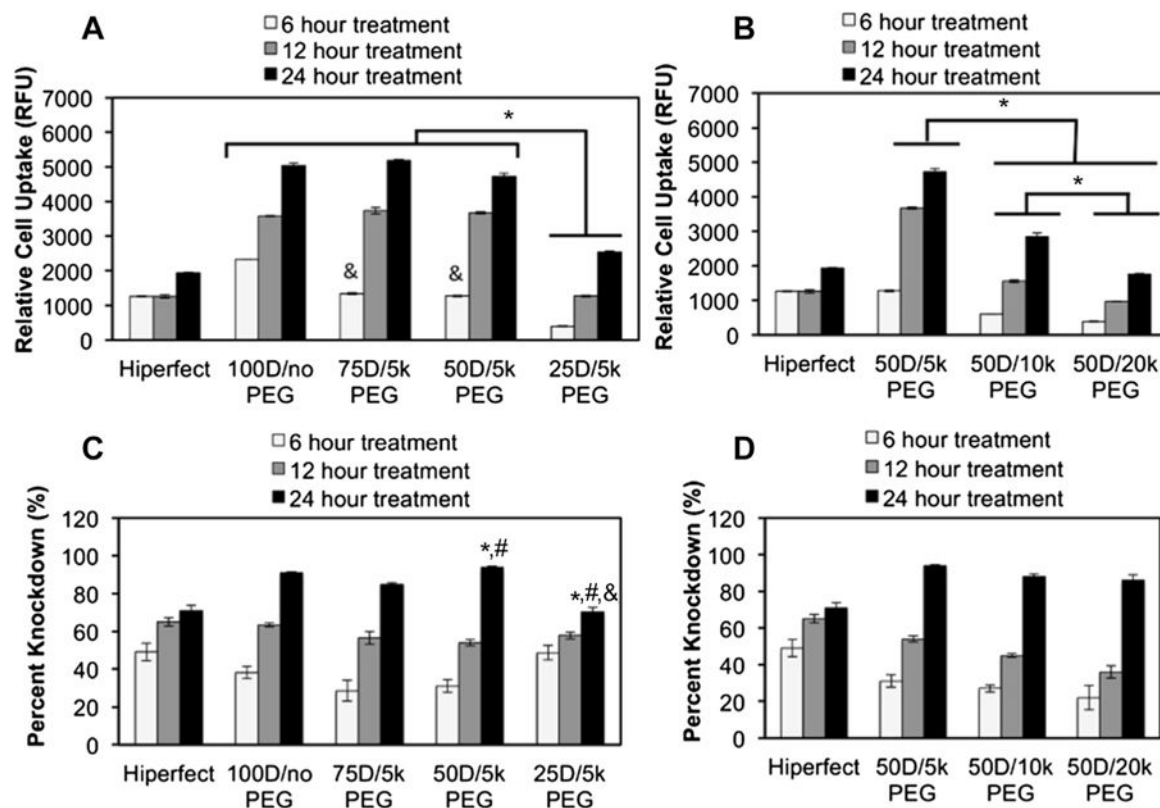 A
6 hour treatment
12 hour treatment
24 hour treatment
Relative Cell Uptake (RFU)
7000
6000
5000
4000
3000
2000
1000
0
*
&
&
Hiperfect
100D/no
PEG
75D/5k
PEG
50D/5k
PEG
25D/5k
PEG
B
6 hour treatment
12 hour treatment
24 hour treatment
Relative Cell Uptake (RFU)
7000
6000
5000
4000
3000
2000
1000
0
*
*
Hiperfect
50D/5k
PEG
50D/10k
PEG
50D/20k
PEG
C
6 hour treatment
12 hour treatment
24 hour treatment
Percent Knockdown (%)
120
100
80
60
40
20
0
*,#
*,#,&
Hiperfect
100D/no
PEG
75D/5k
PEG
50D/5k
PEG
25D/5k
PEG
D
6 hour treatment
12 hour treatment
24 hour treatment
Percent Knockdown (%)
120
100
80
60
40
20
0
Hiperfect
50D/5k
PEG
50D/10k
PEG
50D/20k
PEG